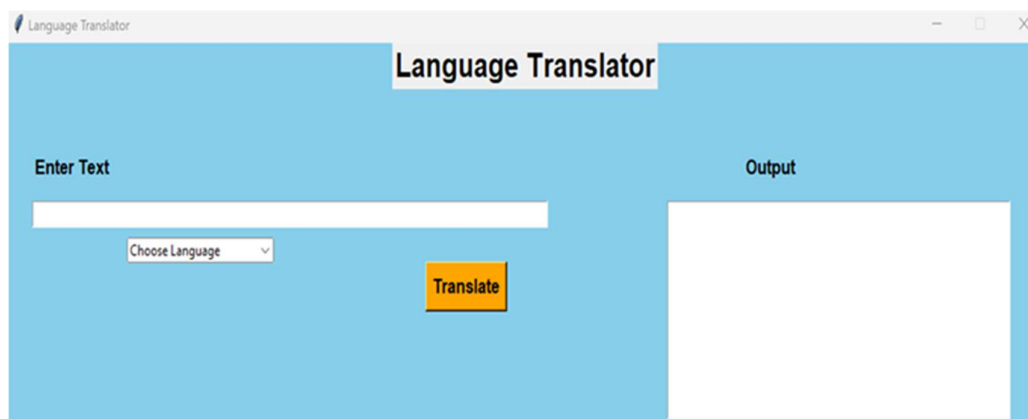 Language Translator
Language Translator
Enter Text
Output
Choose Language
Translate